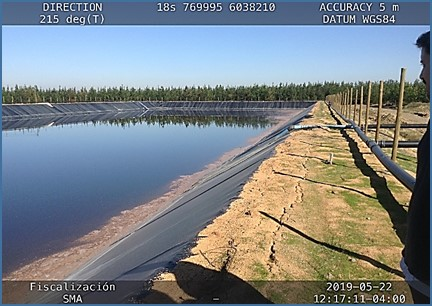 DIRECTION
215 deg(T)
18s 769995 6038210
ACCURACY 5 m
DATUM WGS84
Fiscalización
SMA
2019-05-22
12:17:11-04:00